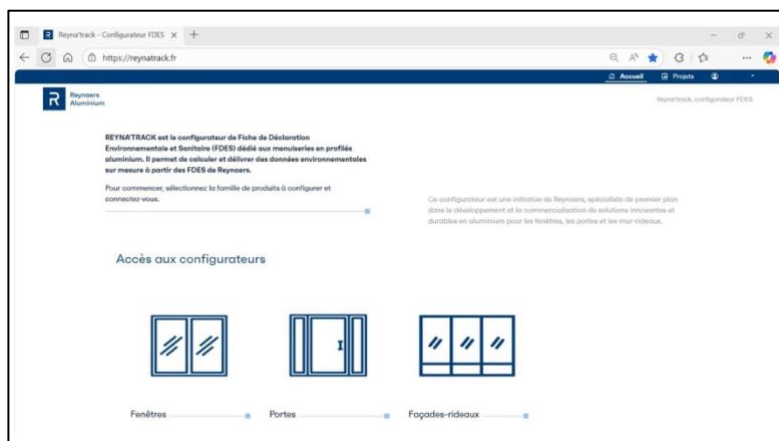 Reyna'track - Configurateur FDES
https://reynatrack.fr
Accueil
Projets
R
Reynaers
Aluminium
Reyna'track, configurateur FDES
REYNA'TRACK est le configurateur de Fiche de Déclaration
Environnementale et Sanitaire (FDES) dédié aux menuiseries en profilés
aluminium. Il permet de calculer et délivrer des données environnementales
sur mesure à partir des FDES de Reynaers.
Pour commencer, sélectionnez la famille de produits à configurer et
connectez-vous.
Ce configurateur est une initiative de Reynaers, spécialiste de premier plan
dans le développement et la commercialisation de solutions innovantes et
durables en aluminium pour les fenêtres, les portes et les mur-rideaux.
Accès aux configurateurs
Fenêtres
Portes
Façades-rideaux